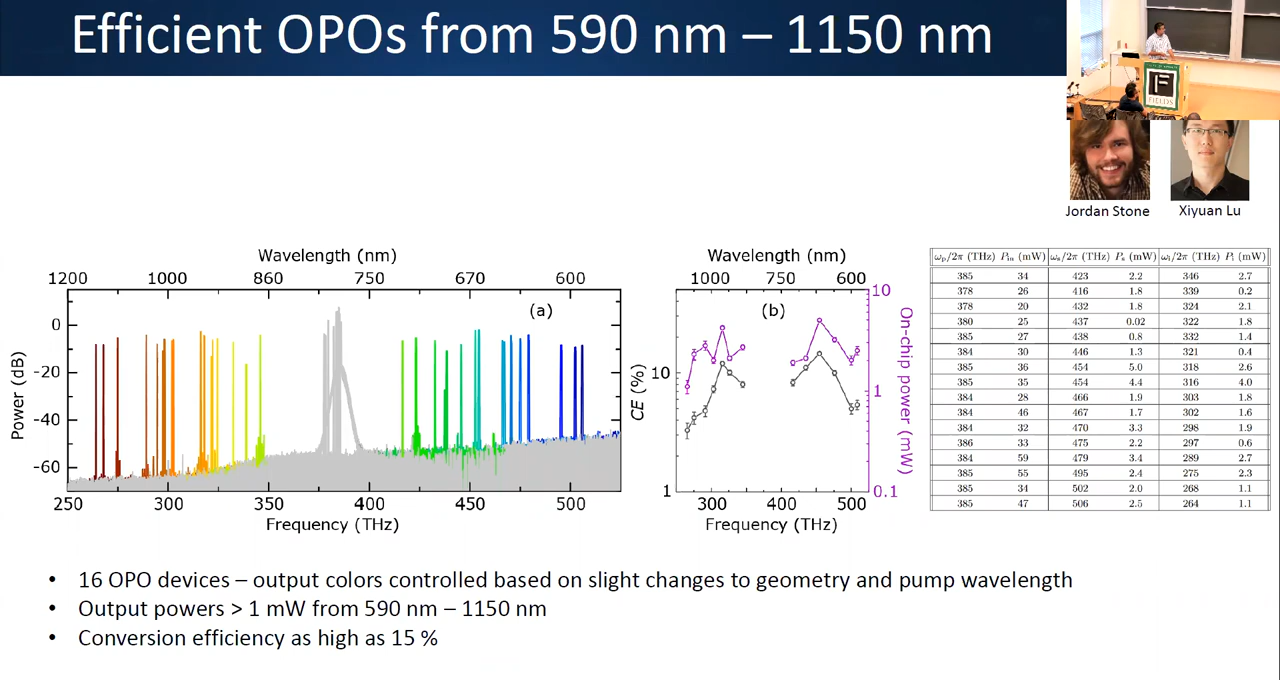 Efficient OPOs from 590 nm – 1150 nm
FIELDS
Jordan Stone
Xiyuan Lu
Wavelength (nm)
1200 1000 860 750 670 600
(a)
Power (dB)
0
-20
-40
-60
250 300 350 400 450 500
Frequency (THz)
Wavelength (nm)
1000 750 600
(b)
CE (%)
10
1
On-chip power (mW)
10
1
0.1
300 400 500
Frequency (THz)
ωp/2π (THz) Pin (mW) ωs/2π (THz) Ps (mW) ωi/2π (THz) Pi (mW)
385 34 423 2.2 346 2.7
378 26 416 1.8 339 0.2
378 20 432 1.8 324 2.1
380 25 437 0.02 322 1.8
385 27 438 0.8 332 1.4
384 30 446 1.3 321 0.4
385 36 454 5.0 318 2.6
385 35 454 4.4 316 4.0
384 28 466 1.9 303 1.8
384 46 467 1.7 302 1.6
384 32 470 3.3 298 1.9
386 33 475 2.2 297 0.6
384 59 479 3.4 289 2.7
385 55 495 2.4 275 2.3
385 34 502 2.0 268 1.1
385 47 506 2.5 264 1.1
• 16 OPO devices – output colors controlled based on slight changes to geometry and pump wavelength
• Output powers > 1 mW from 590 nm – 1150 nm
• Conversion efficiency as high as 15 %